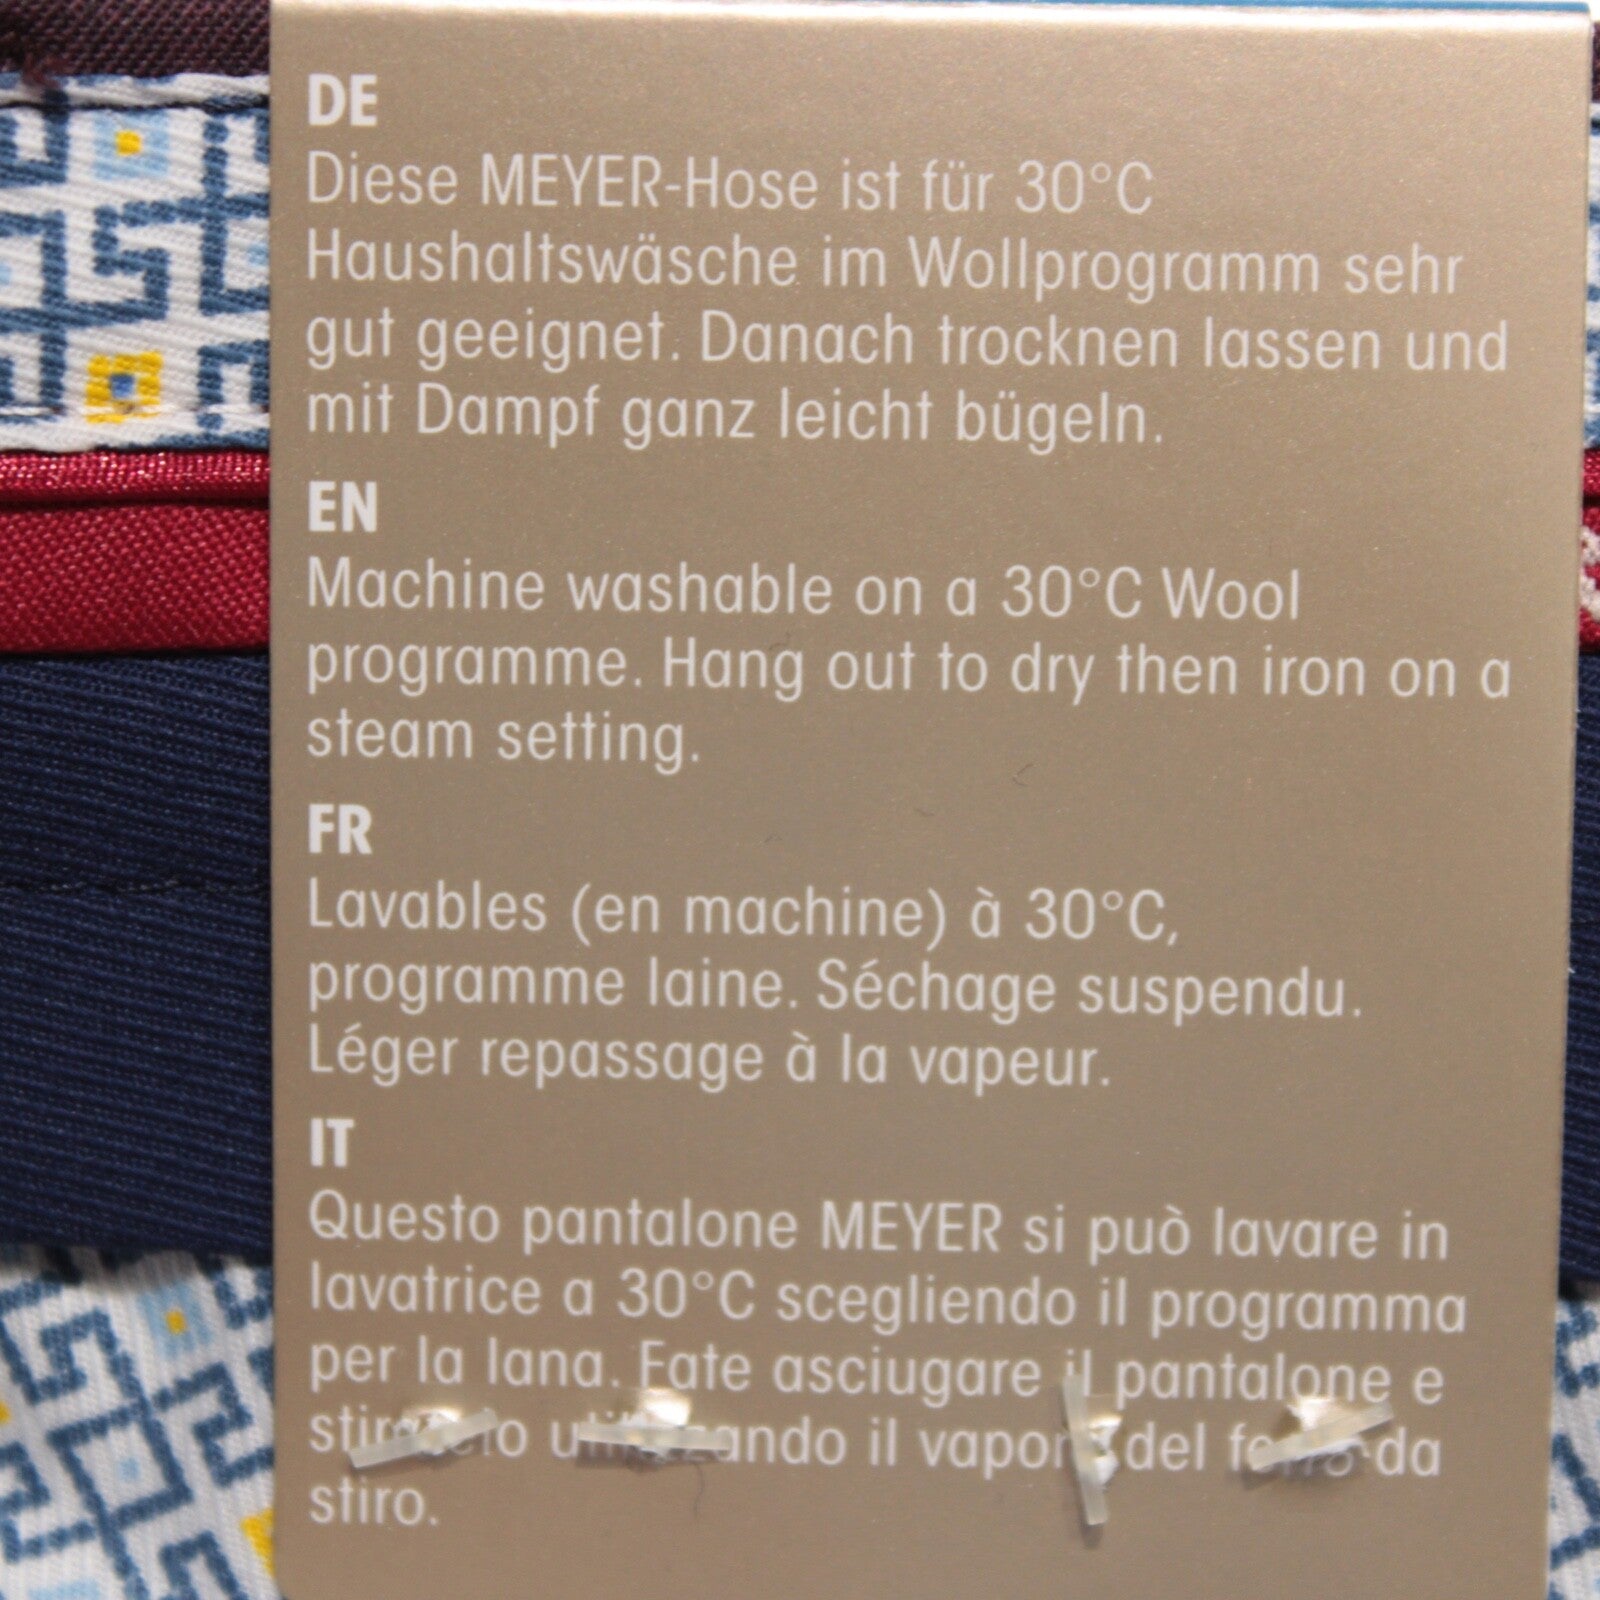 DE
Diese MEYER-Hose ist für 30°C
Haushaltswäsche im Wollprogramm sehr
gut geeignet. Danach trocknen lassen und
mit Dampf ganz leicht bügeln.
EN
Machine washable on a 30°C Wool
programme. Hang out to dry then iron on a
steam setting.
FR
Lavables (en machine) à 30°C,
programme laine. Séchage suspendu.
Léger repassage à la vapeur.
IT
Questo pantalone MEYER si può lavare in
lavatrice a 30°C scegliendo il programma
per la lana. Fate asciugare il pantalone e
il del da
stiro.